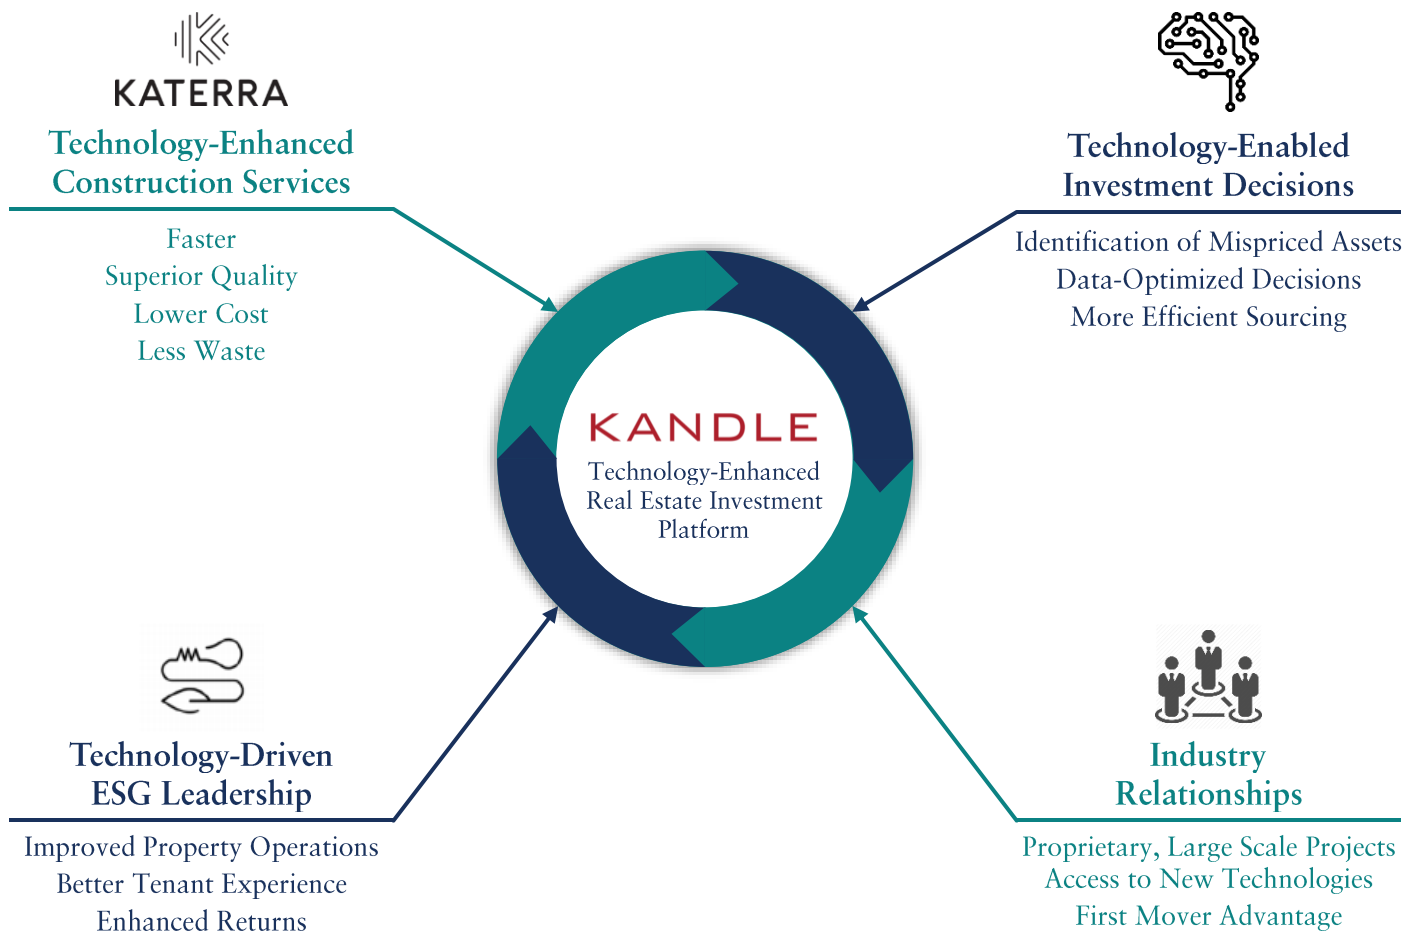 KATERRA
Technology-Enhanced
Construction Services
Faster
Superior Quality
Lower Cost
Less Waste
Technology-Enabled
Investment Decisions
Identification of Mispriced Assets
Data-Optimized Decisions
More Efficient Sourcing
KANDLE
Technology-Enhanced
Real Estate Investment
Platform
Technology-Driven
ESG Leadership
Improved Property Operations
Better Tenant Experience
Enhanced Returns
Industry
Relationships
Proprietary, Large Scale Projects
Access to New Technologies
First Mover Advantage